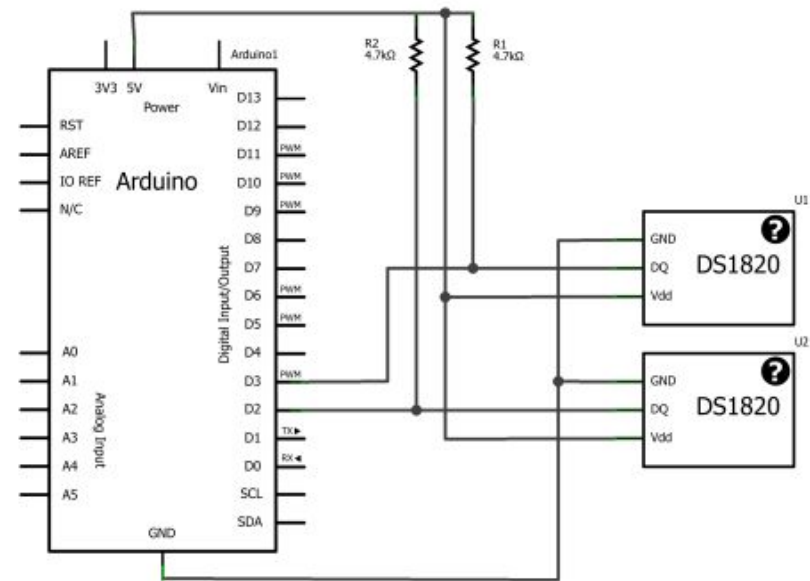 R2
4.7kΩ
R1
4.7kΩ
Arduino1
3V3 5V Vin
Power
Arduino
RST
AREF
IO REF
N/C
A0
A1
A2
A3
A4
A5
Analog Input
D13
D12
D11 PWM
D10 PWM
D9 PWM
D8
D7
D6 PWM
D5 PWM
D4
D3 PWM
D2
D1 TX
D0 RX
SCL
SDA
Digital Input/Output
GND
U1
?
GND
DQ
Vdd
DS1820
U2
?
GND
DQ
Vdd
DS1820